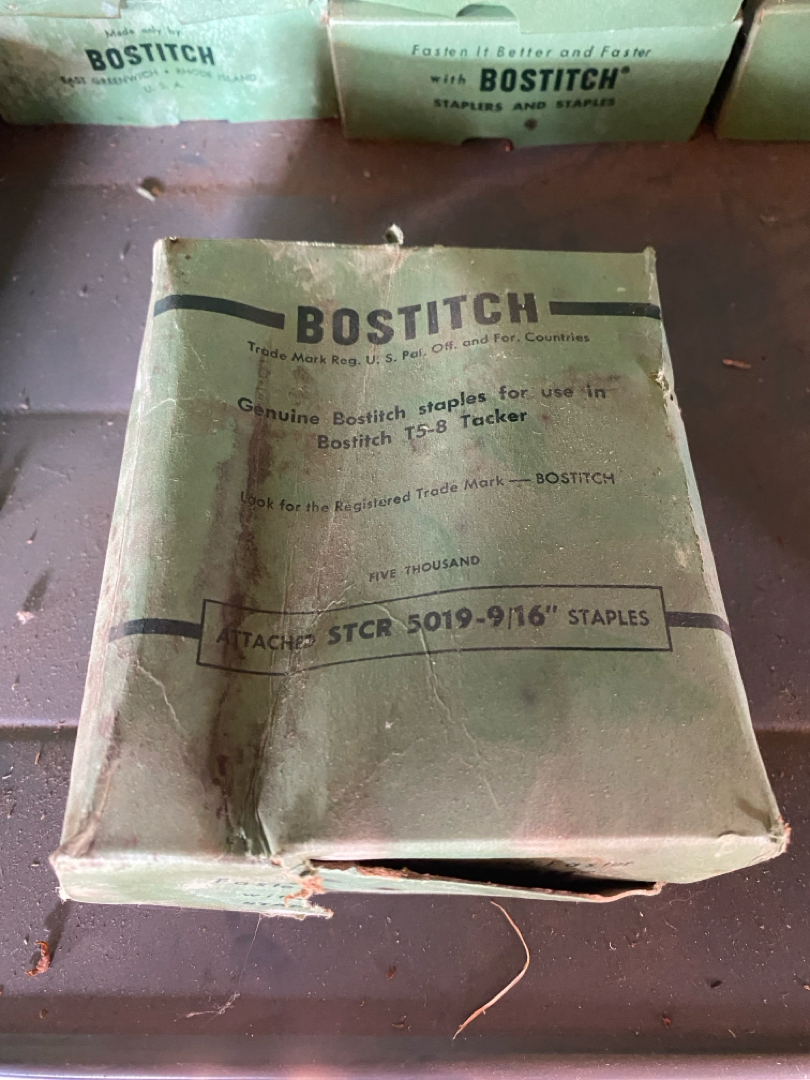 Made only by
BOSTITCH
EAST GREENWICH • RHODE ISLAND
U. S. A.
Fasten It Better and Faster
with BOSTITCH®
STAPLERS AND STAPLES
BOSTITCH
Trade Mark Reg. U. S. Pat. Off. and For. Countries
Genuine Bostitch staples for use in
Bostitch T5-8 Tacker
Look for the Registered Trade Mark — BOSTITCH
FIVE THOUSAND
ATTACHED STCR 5019-9/16" STAPLES
Faster